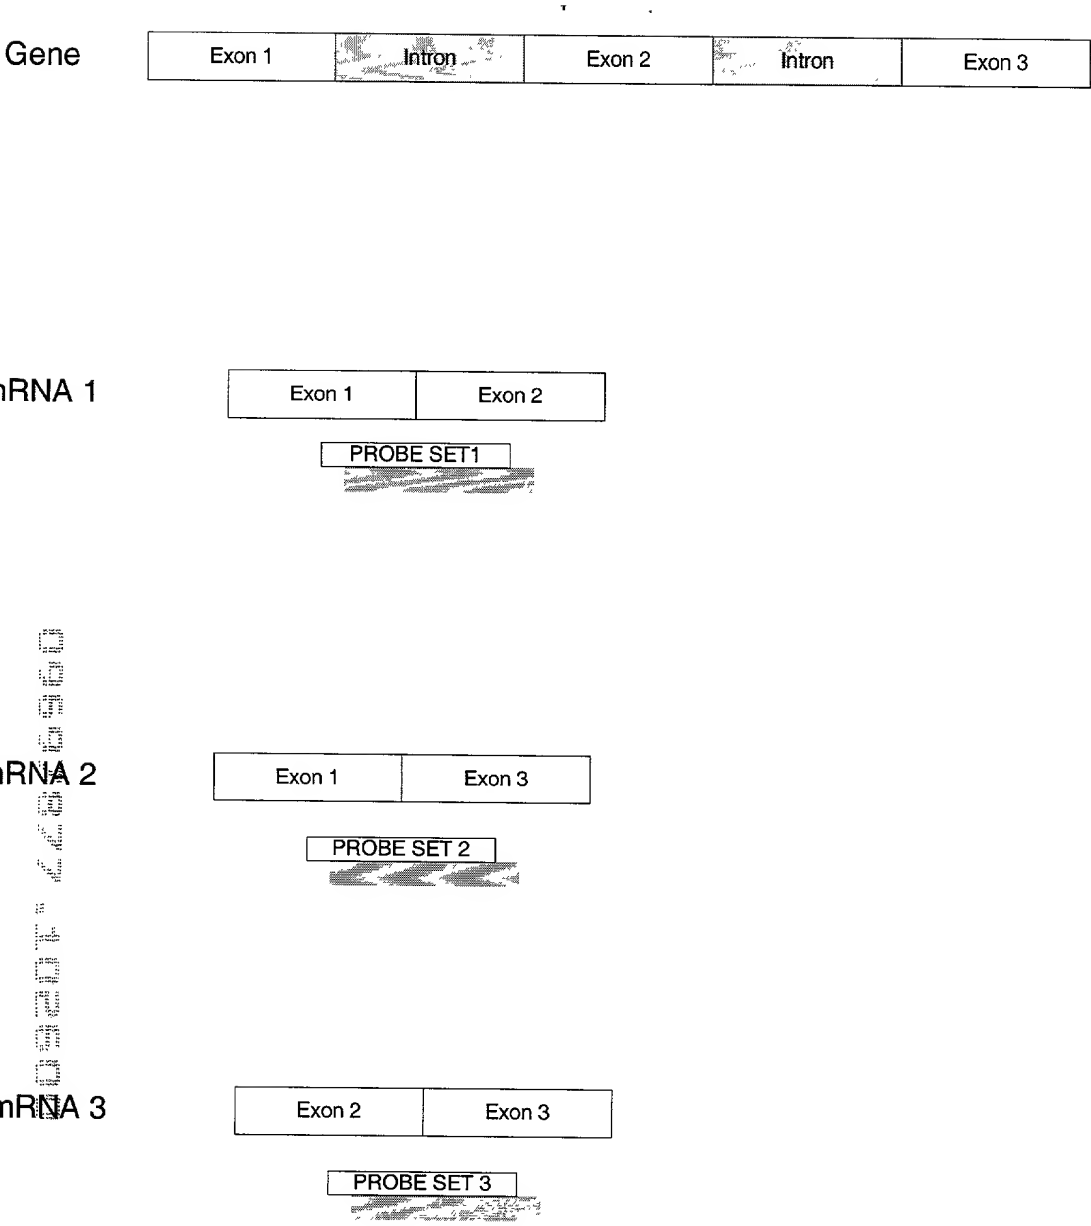 Gene Exon 1 Intron Exon 2 Intron Exon 3
mRNA 1 Exon 1 Exon 2
PROBE SET1
mRNA 2 Exon 1 Exon 3
PROBE SET 2
mRNA 3 Exon 2 Exon 3
PROBE SET 3